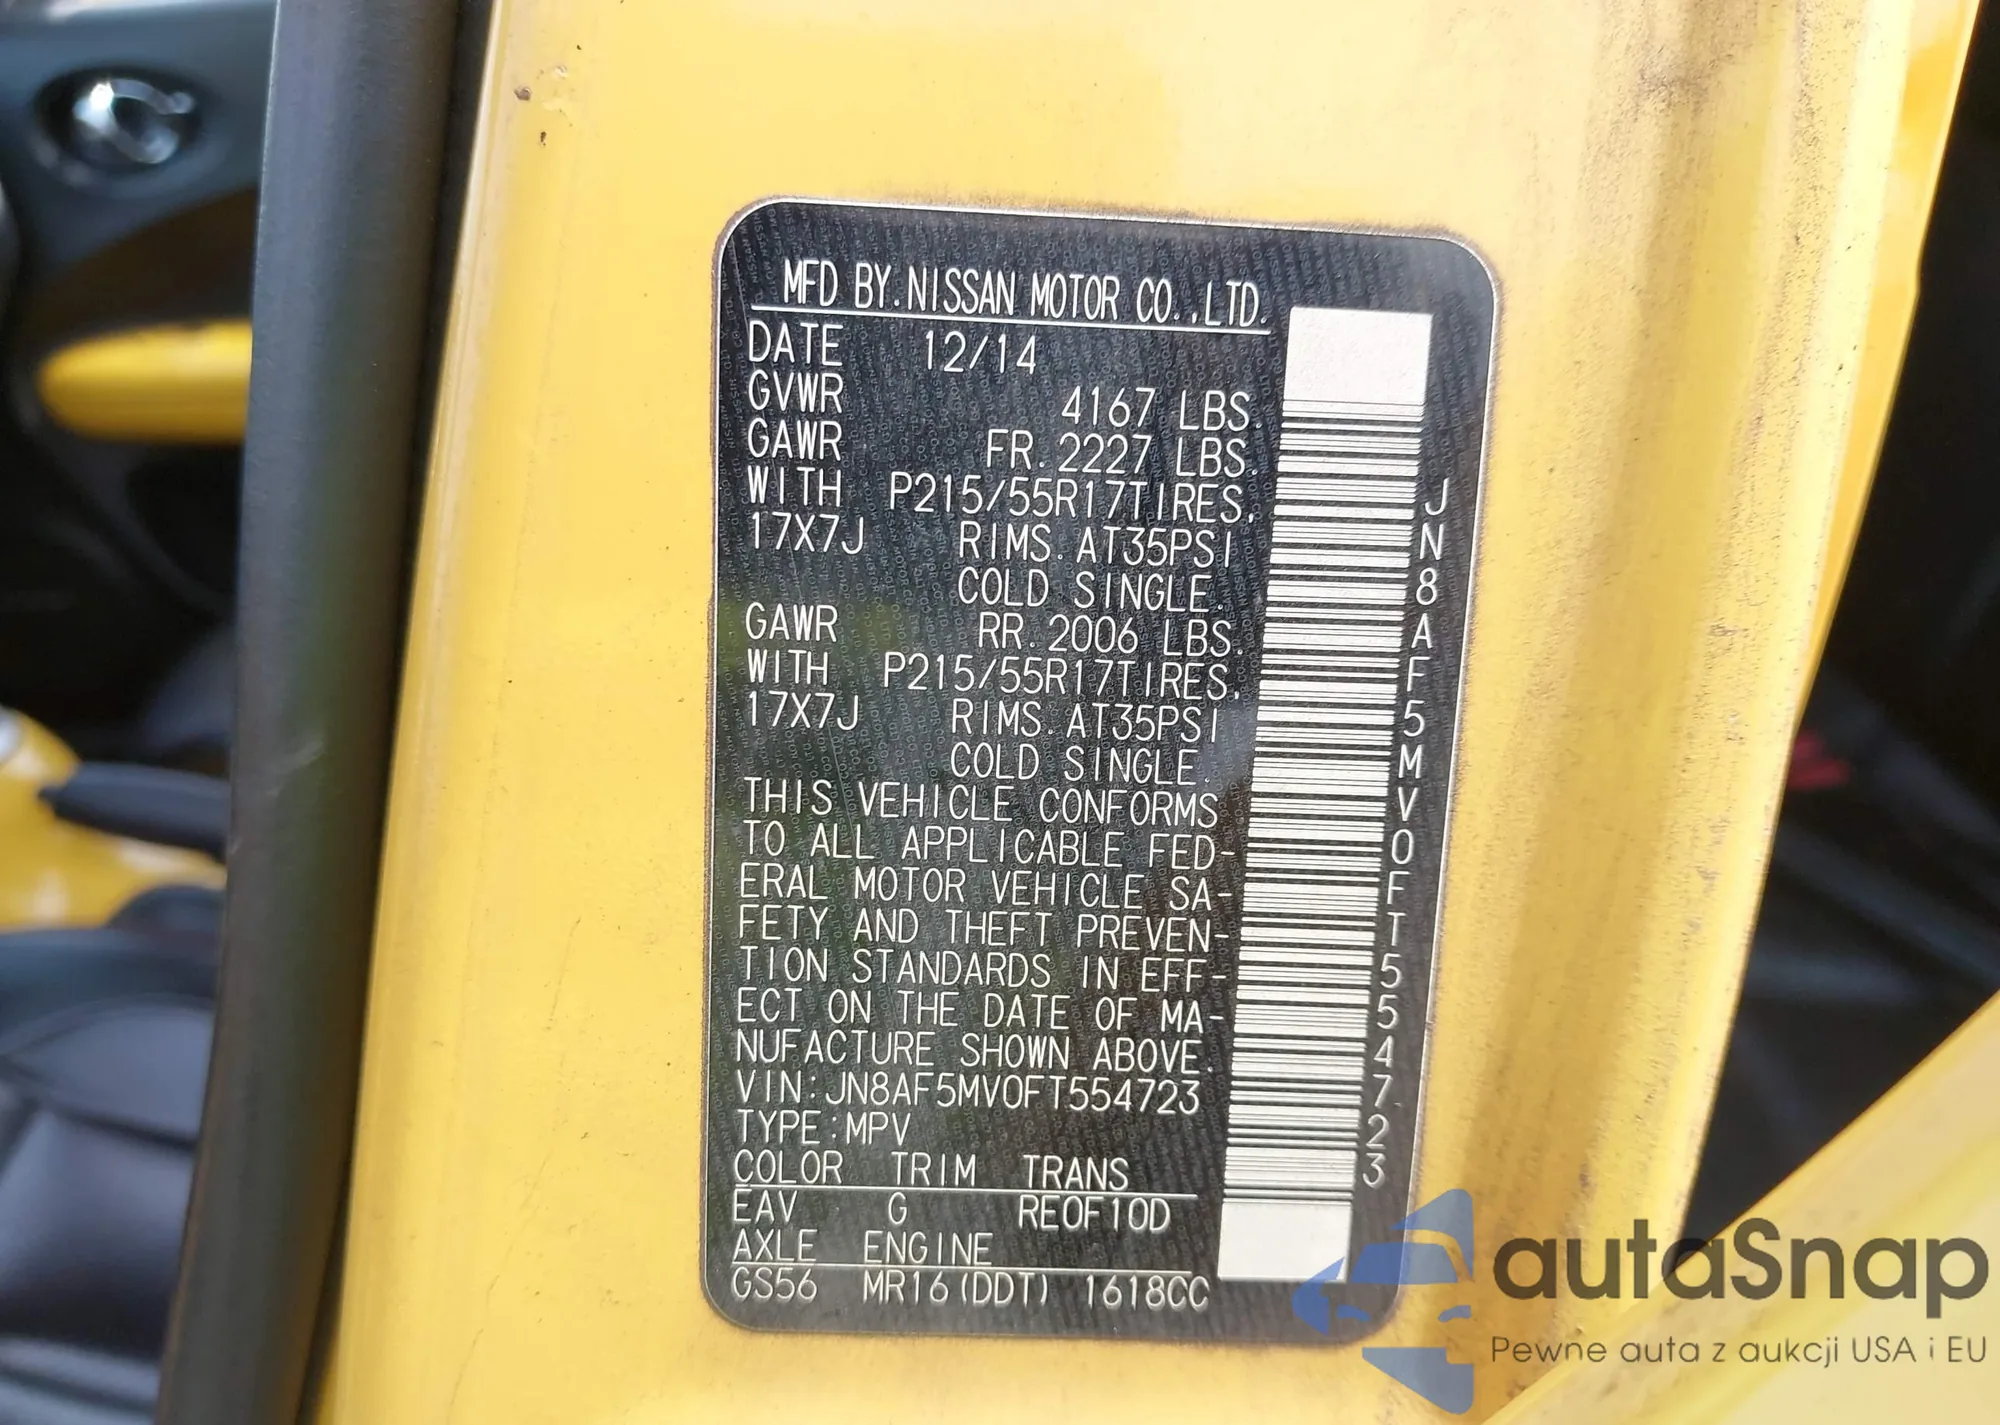 MFD BY. NISSAN MOTOR CO.,LTD.
DATE 12/14
GVWR 4167 LBS.
GAWR FR. 2227 LBS.
WITH P215/55R17TIRES,
17X7J RIMS. AT35PSI
COLD SINGLE.
GAWR RR. 2006 LBS.
WITH P215/55R17TIRES,
17X7J RIMS. AT35PSI
COLD SINGLE.
THIS VEHICLE CONFORMS
TO ALL APPLICABLE FED-
ERAL MOTOR VEHICLE SA-
FETY AND THEFT PREVEN-
TION STANDARDS IN EFF-
ECT ON THE DATE OF MA-
NUFACTURE SHOWN ABOVE.
VIN:JN8AF5MV0FT554723
TYPE:MPV
COLOR TRIM TRANS
EAV G RE0F10D
AXLE ENGINE
GS56 MR16(DDT) 1618CC
JN8AF5MV0FT554723
autaSnap
Pewne auta z aukcji USA i EU